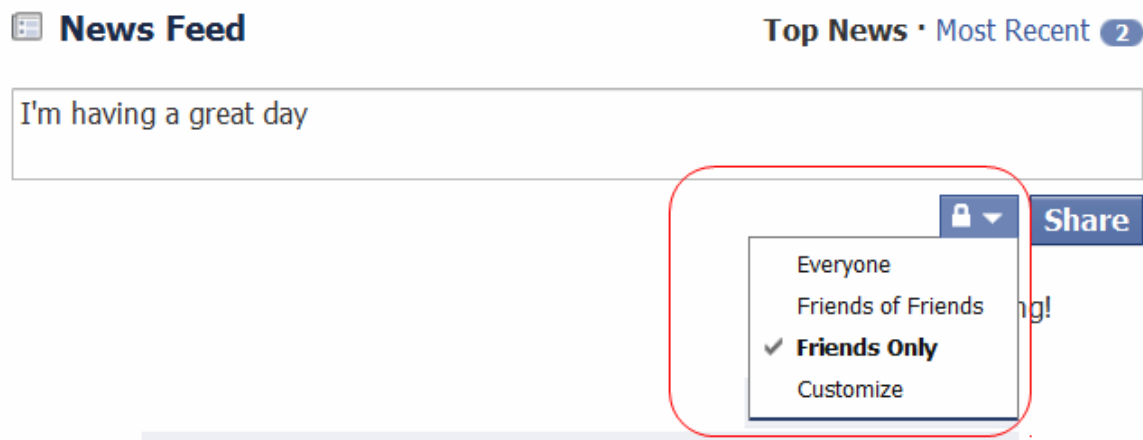 News Feed
Top News · Most Recent 2
I'm having a great day
Share
Everyone
Friends of Friends
ng!
Friends Only
Customize